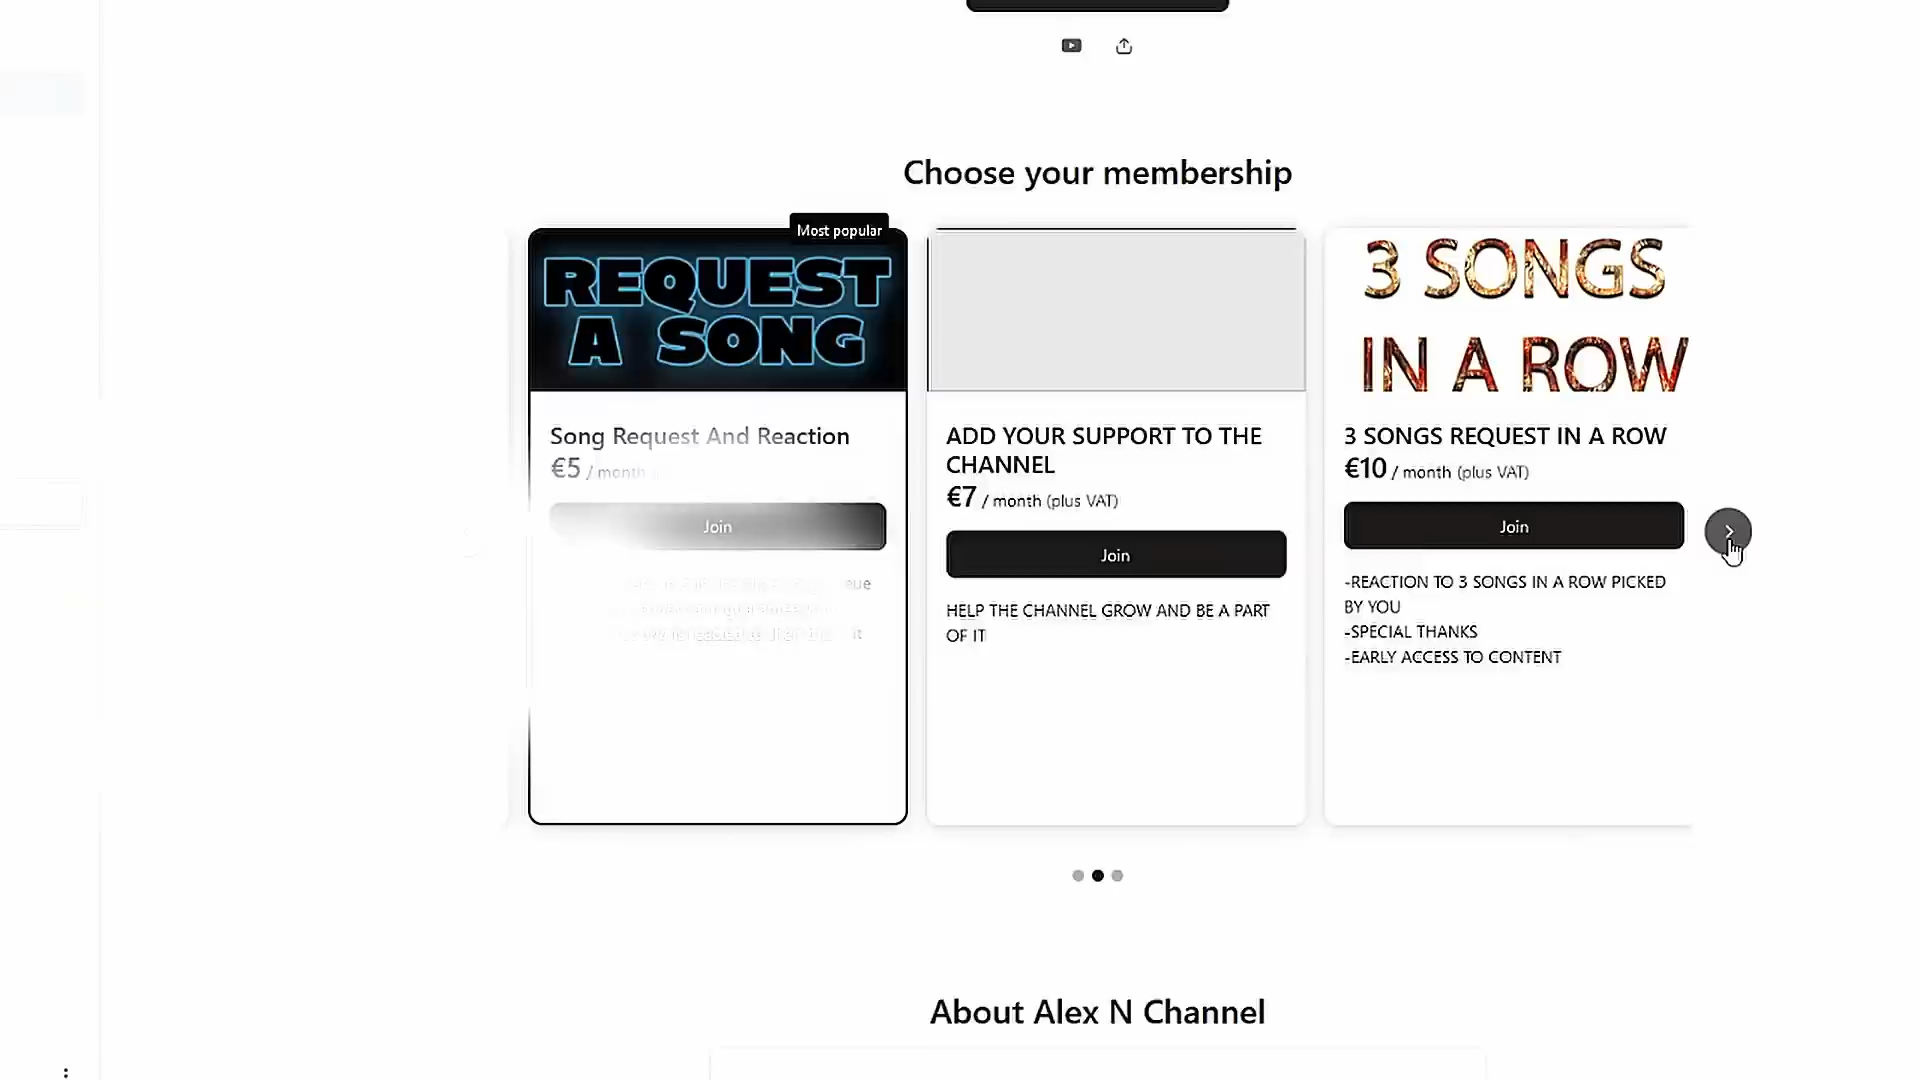 Choose your membership
Most popular
REQUEST
A SONG
Song Request And Reaction
€5 / month
Join
it
ADD YOUR SUPPORT TO THE
CHANNEL
€7 / month (plus VAT)
Join
HELP THE CHANNEL GROW AND BE A PART
OF IT
3 SONGS
IN A ROW
3 SONGS REQUEST IN A ROW
€10 / month (plus VAT)
Join
-REACTION TO 3 SONGS IN A ROW PICKED
BY YOU
-SPECIAL THANKS
-EARLY ACCESS TO CONTENT
About Alex N Channel